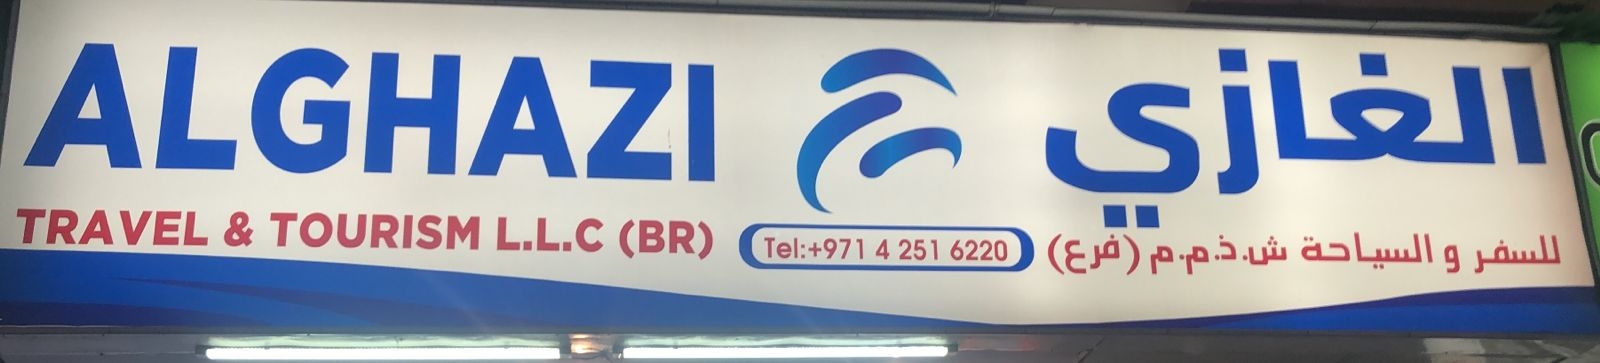 ALGHAZI
الغازي
TRAVEL & TOURISM L.L.C (BR)
Tel:+971 4 251 6220
للسفر و السياحة ش.ذ.م.م (فرع)